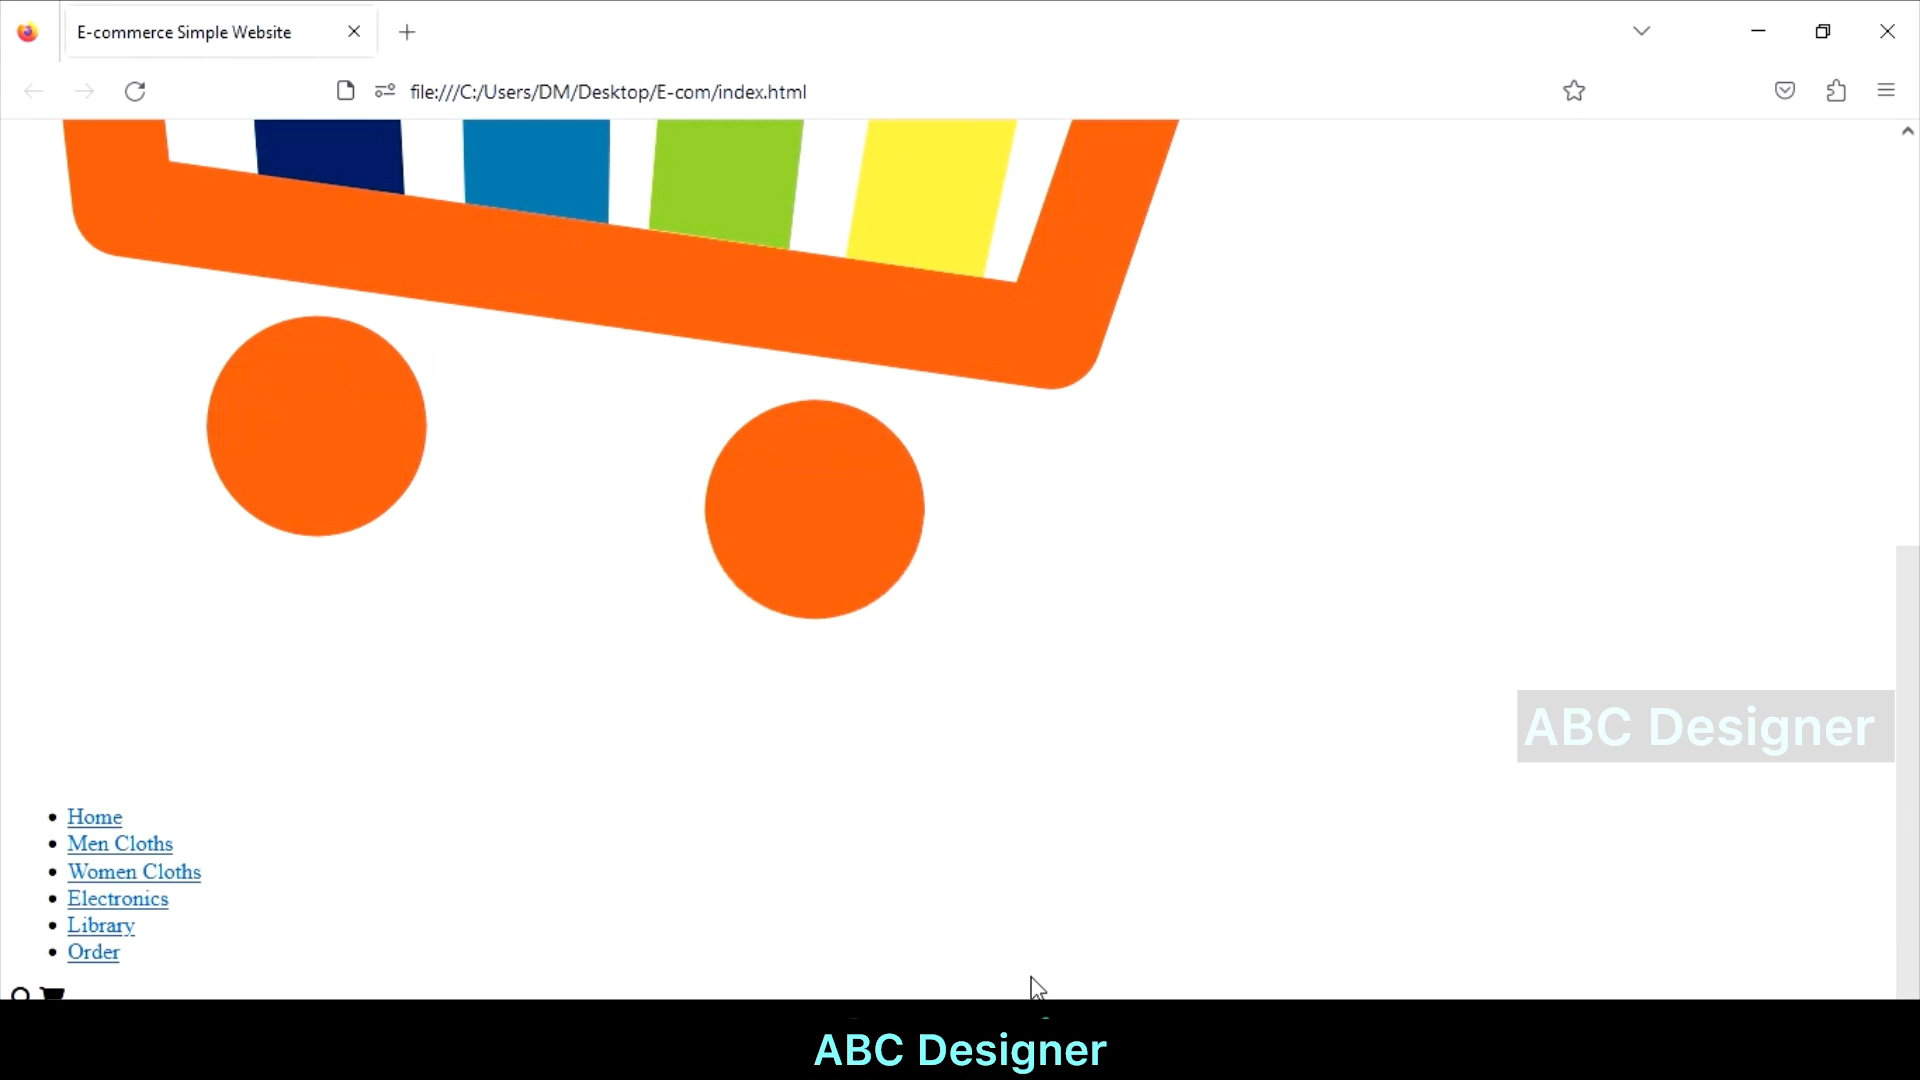 E-commerce Simple Website
file:///C:/Users/DM/Desktop/E-com/index.html
ABC Designer
Home
Men Cloths
Women Cloths
Electronics
Library
Order
ABC Designer